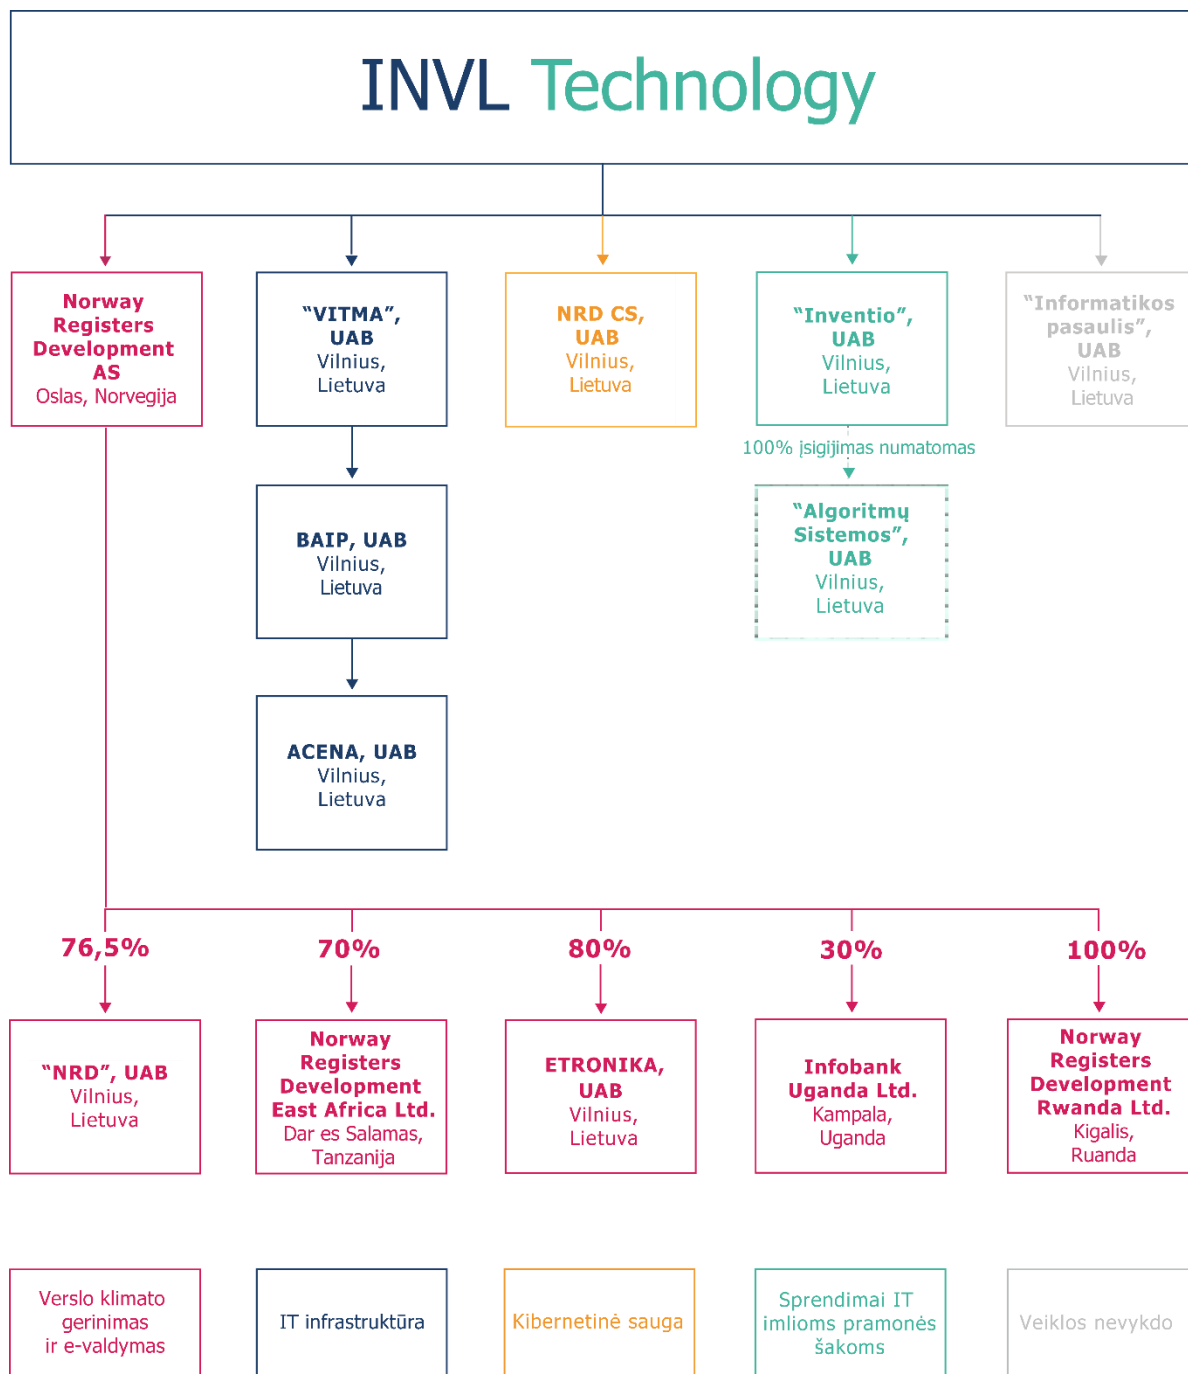 INVL Technology
Norway
Registers
Development
AS
Oslas, Norvegija
“VITMA”,
UAB
Vilnius,
Lietuva
NRD CS,
UAB
Vilnius,
Lietuva
“Inventio”,
UAB
Vilnius,
Lietuva
“Informatikos
pasaulis”,
UAB
Vilnius,
Lietuva
100% įsigijimas numatomas
BAIP, UAB
Vilnius,
Lietuva
“Algoritmų
Sistemos”,
UAB
Vilnius,
Lietuva
ACENA, UAB
Vilnius,
Lietuva
76,5%
70%
80%
30%
100%
“NRD”, UAB
Vilnius,
Lietuva
Norway
Registers
Development
East Africa Ltd.
Dar es Salamas,
Tanzanija
ETRONIKA,
UAB
Vilnius,
Lietuva
Infobank
Uganda Ltd.
Kampala,
Uganda
Norway
Registers
Development
Rwanda Ltd.
Kigalis,
Ruanda
Verslo klimato
gerinimas
ir e-valdymas
IT infrastruktūra
Kibernetinė sauga
Sprendimai IT
imlioms pramonės
šakoms
Veiklos nevykdo